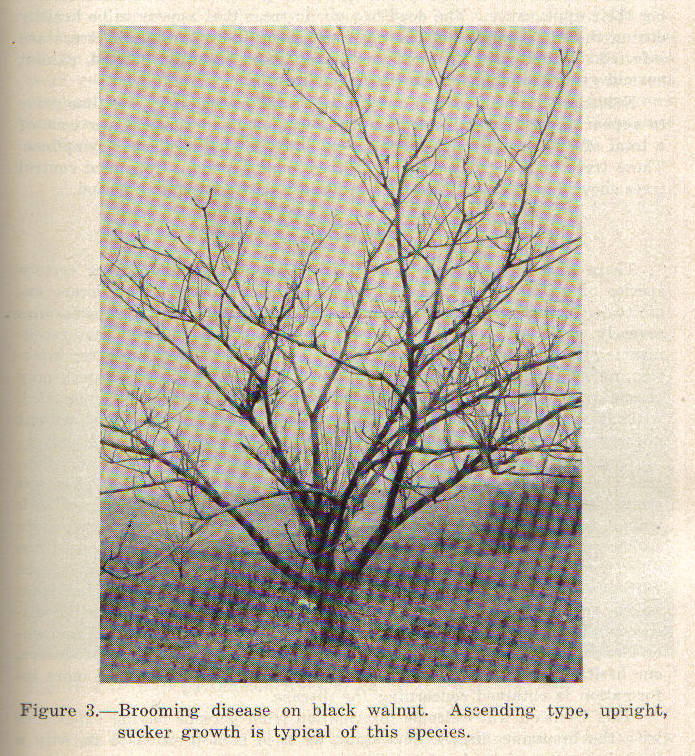 Figure 3.—Brooming disease on black walnut. Ascending type, upright,
sucker growth is typical of this species.